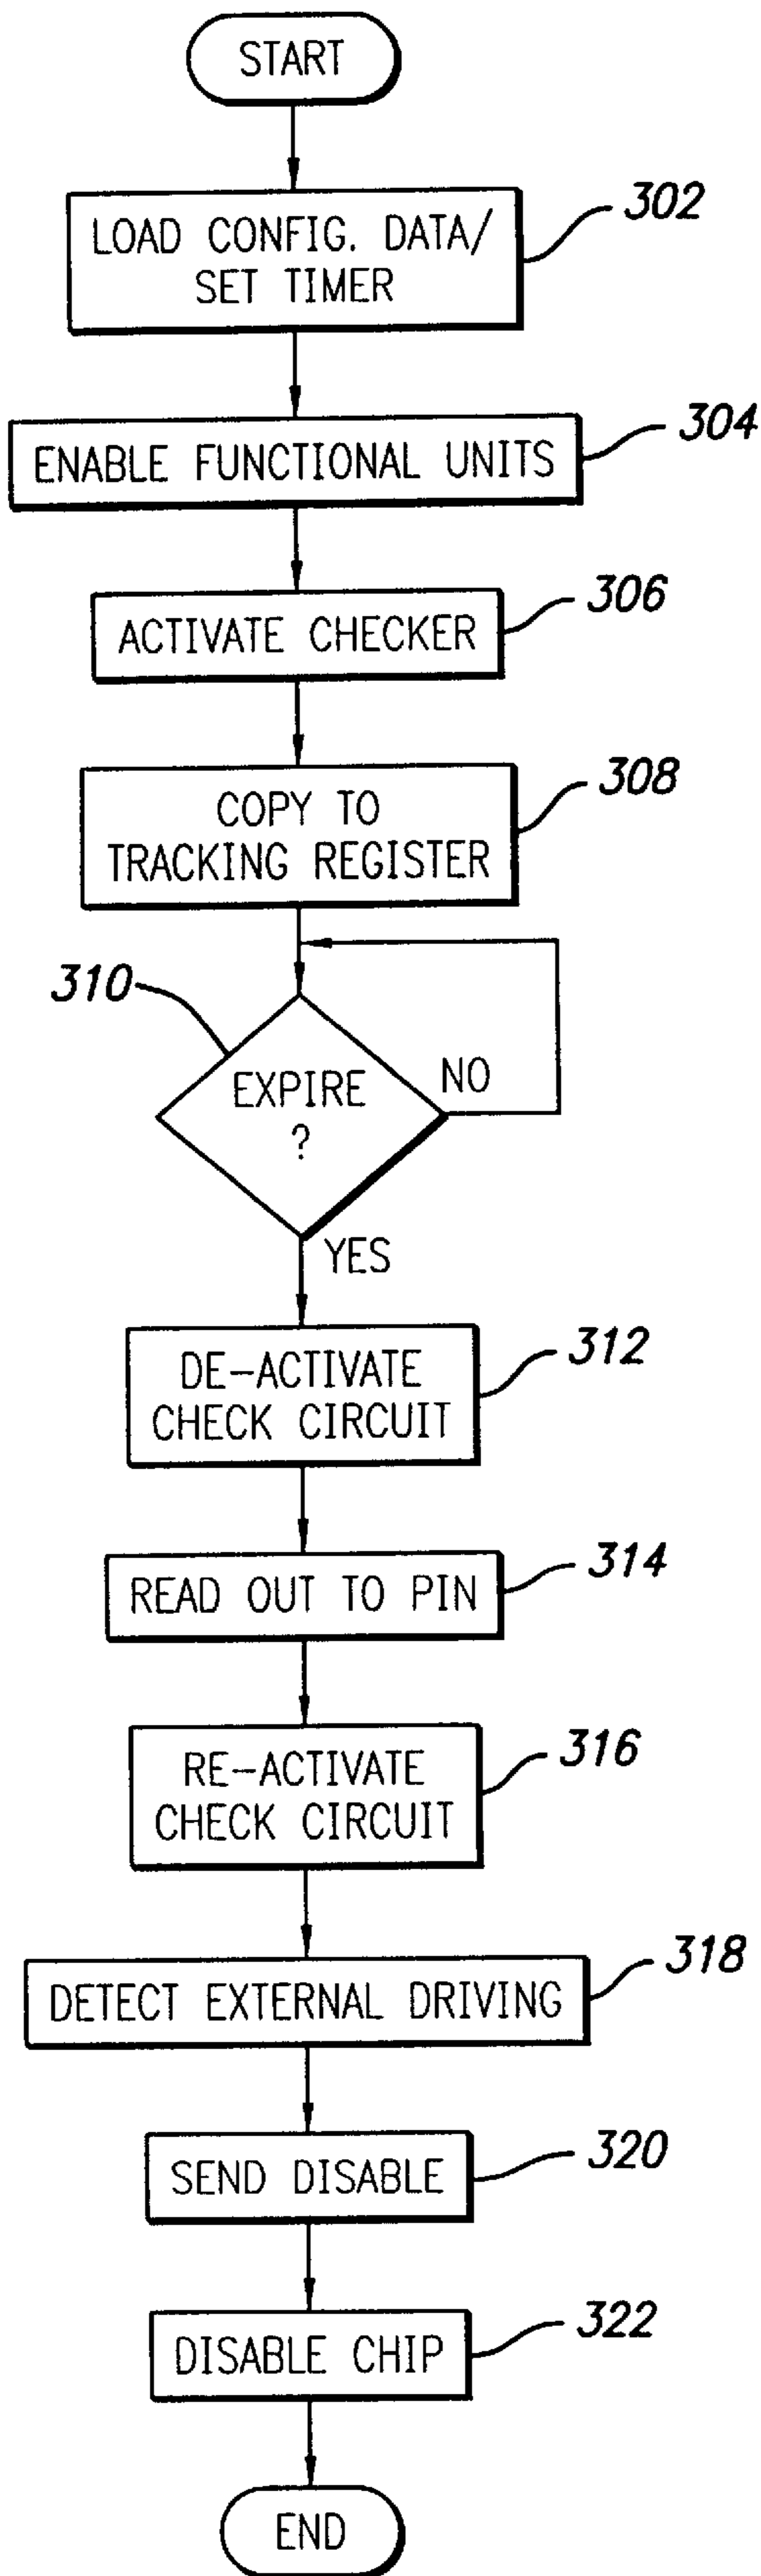 START
LOAD CONFIG. DATA/
SET TIMER
302
ENABLE FUNCTIONAL UNITS
304
ACTIVATE CHECKER
306
COPY TO
TRACKING REGISTER
308
310
EXPIRE
?
NO
YES
DE-ACTIVATE
CHECK CIRCUIT
312
READ OUT TO PIN
314
RE-ACTIVATE
CHECK CIRCUIT
316
DETECT EXTERNAL DRIVING
318
SEND DISABLE
320
DISABLE CHIP
322
END